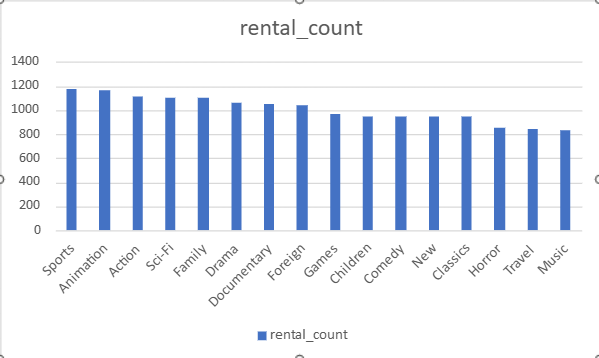 rental_count
1400
1200
1000
800
600
400
200
0
Sports
Animation
Action
Sci-Fi
Family
Drama
Documentary
Foreign
Games
Children
Comedy
New
Classics
Horror
Travel
Music
rental_count